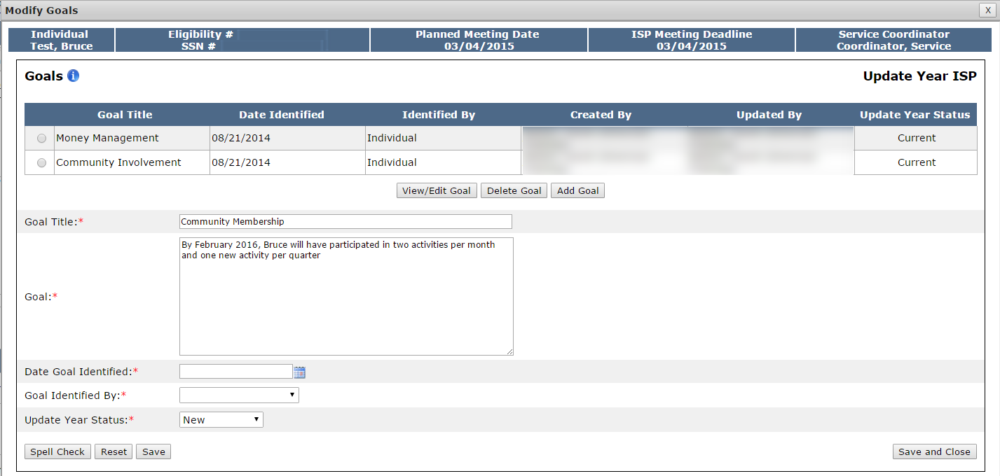 Modify Goals X
Individual Eligibility # Planned Meeting Date ISP Meeting Deadline Service Coordinator
Test, Bruce SSN # 03/04/2015 03/04/2015 Coordinator, Service
Goals i Update Year ISP
Goal Title Date Identified Identified By Created By Updated By Update Year Status
Money Management 08/21/2014 Individual Current
Community Involvement 08/21/2014 Individual Current
View/Edit Goal Delete Goal Add Goal
Goal Title:* Community Membership
By February 2016, Bruce will have participated in two activities per month
and one new activity per quarter
Goal:*
Date Goal Identified:*
Goal Identified By:*
Update Year Status:* New
Spell Check Reset Save Save and Close